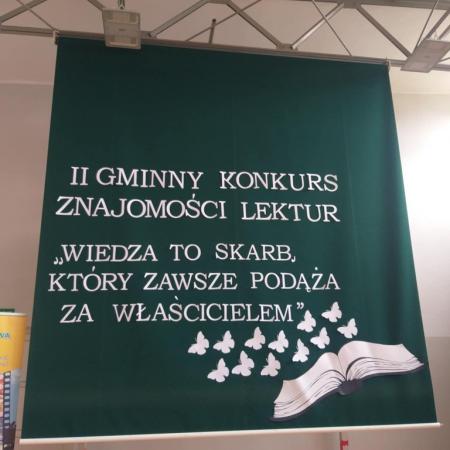 II GMINNY KONKURS
ZNAJOMOŚCI LEKTUR
„WIEDZA TO SKARB,
KTÓRY ZAWSZE PODĄŻA
ZA WŁAŚCICIELEM”